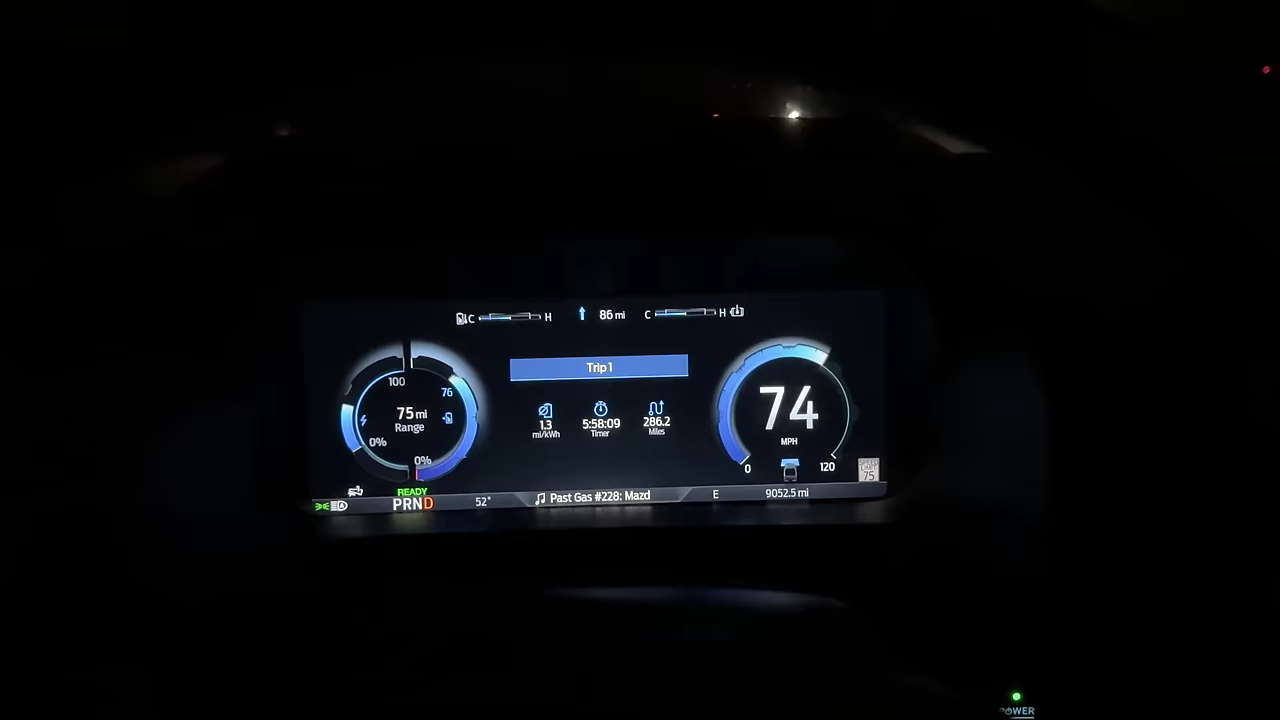 C H 86 mi C H
Trip 1
100
76
75 mi
Range
0%
0%
1.3
mi/kWh
5:58:09
Timer
286.2
Miles
74
MPH
0
120
SPEED
LIMIT
75
READY
PRND
52°
Past Gas #228: Mazd
E
9052.5 mi
POWER